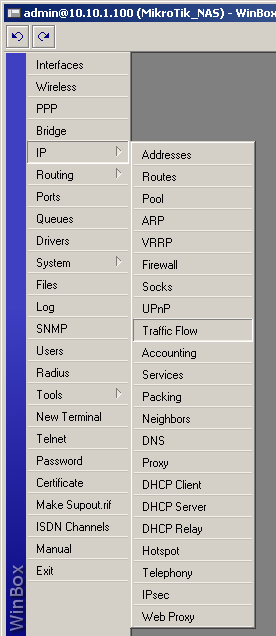 admin@10.10.1.100 (MikroTik_NAS) - WinBox
Interfaces
Wireless
PPP
Bridge
IP
Routing
Ports
Queues
Drivers
System
Files
Log
SNMP
Users
Radius
Tools
New Terminal
Telnet
Password
Certificate
Make Supout.rif
ISDN Channels
Manual
Exit
Addresses
Routes
Pool
ARP
VRRP
Firewall
Socks
UPnP
Traffic Flow
Accounting
Services
Packing
Neighbors
DNS
Proxy
DHCP Client
DHCP Server
DHCP Relay
Hotspot
Telephony
IPsec
Web Proxy
WinBox